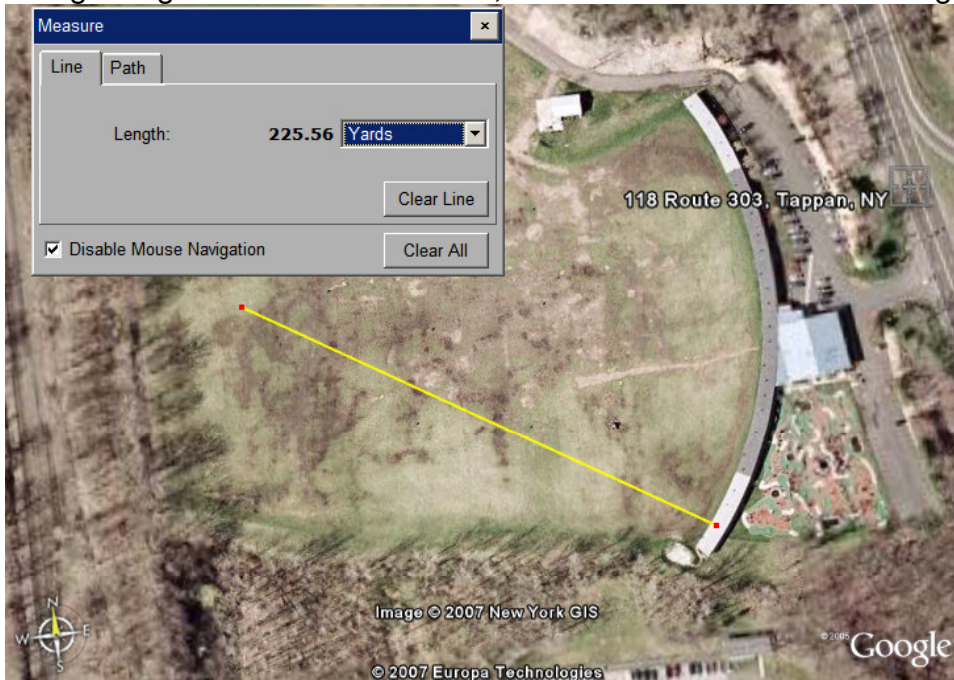 Measure
Line Path
Length: 225.56 Yards
Clear Line
Disable Mouse Navigation Clear All
118 Route 303, Tappan, NY
N
W E
S
Image © 2007 New York GIS
© 2005 Google
© 2007 Europa Technologies